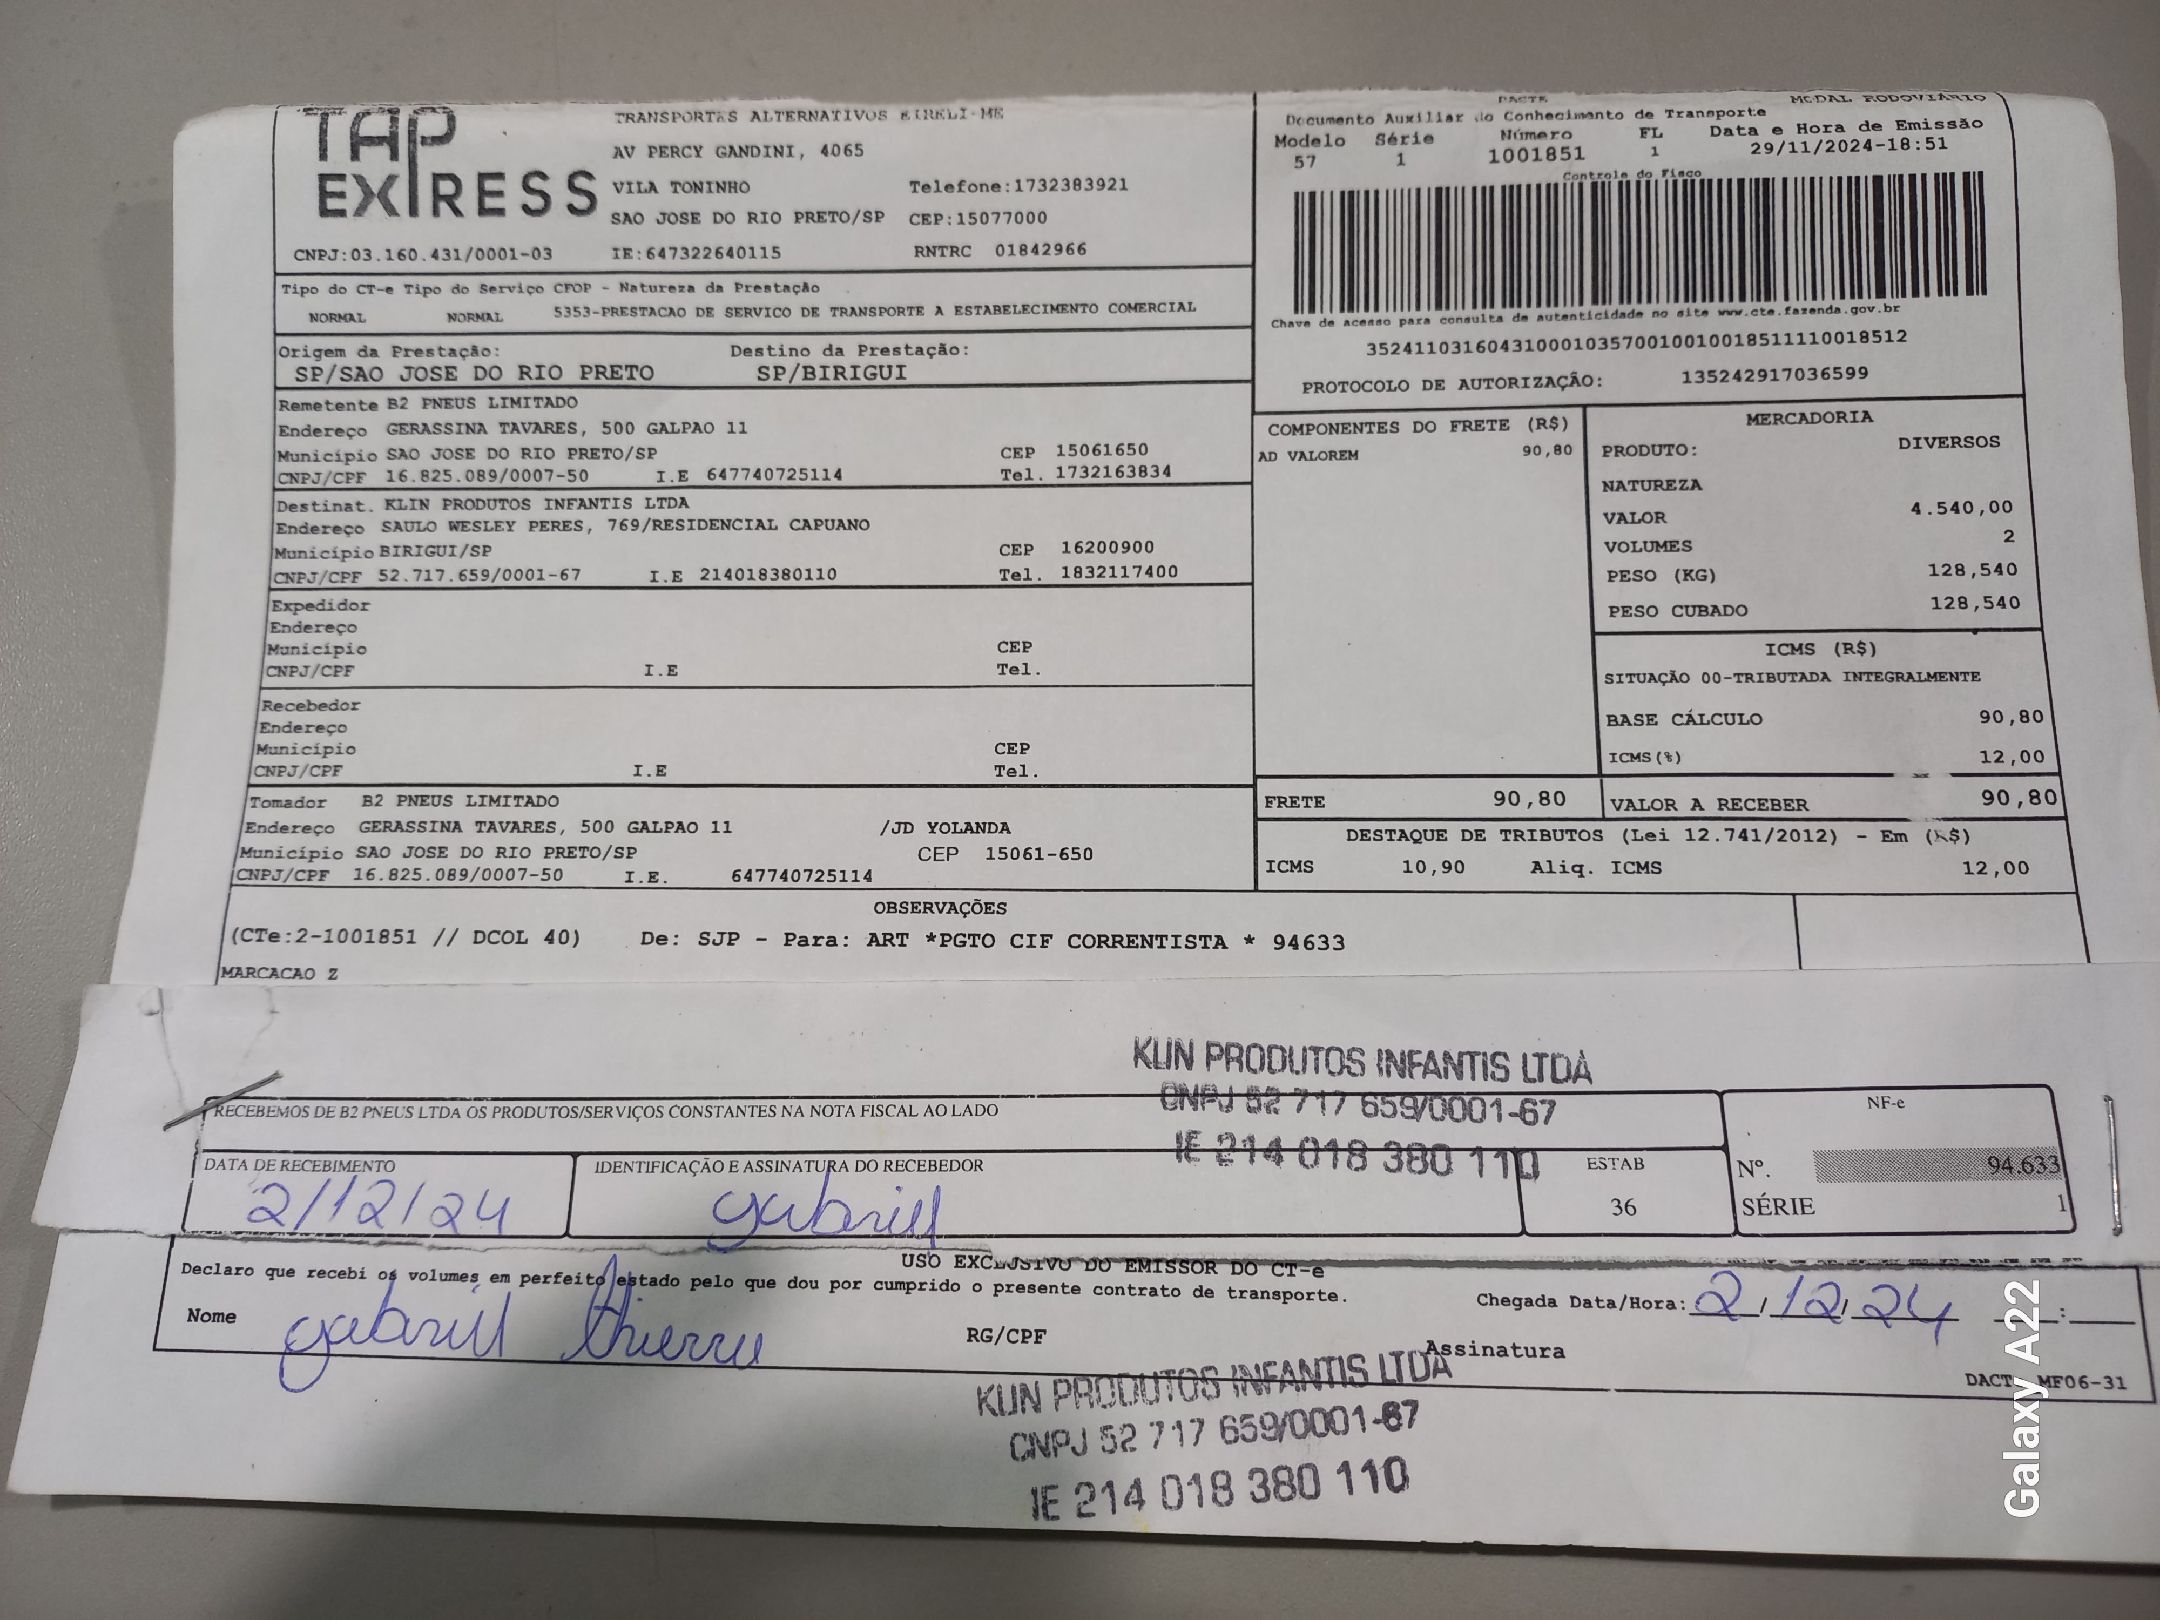 TAP EXPRESS
TRANSPORTES ALTERNATIVOS EIRELI-ME
AV PERCY GANDINI, 4065
VILA TONINHO Telefone:1732383921
SAO JOSE DO RIO PRETO/SP CEP:15077000
CNPJ:03.160.431/0001-03 IE:647322640115 RNTRC 01842966
DACTE MODAL RODOVIÁRIO
Documento Auxiliar do Conhecimento de Transporte
Modelo Série Número FL Data e Hora de Emissão
57 1 1001851 1 29/11/2024-18:51
Controle do Fisco
Chave de acesso para consulta de autenticidade no site www.cte.fazenda.gov.br
35241103160431000103570010010018511110018512
PROTOCOLO DE AUTORIZAÇÃO: 135242917036599
Tipo do CT-e Tipo do Serviço CFOP - Natureza da Prestação
NORMAL NORMAL 5353-PRESTACAO DE SERVICO DE TRANSPORTE A ESTABELECIMENTO COMERCIAL
Origem da Prestação: Destino da Prestação:
SP/SAO JOSE DO RIO PRETO SP/BIRIGUI
Remetente B2 PNEUS LIMITADO
Endereço GERASSINA TAVARES, 500 GALPAO 11
Município SAO JOSE DO RIO PRETO/SP CEP 15061650
CNPJ/CPF 16.825.089/0007-50 I.E 647740725114 Tel. 1732163834
Destinat. KLIN PRODUTOS INFANTIS LTDA
Endereço SAULO WESLEY PERES, 769/RESIDENCIAL CAPUANO
Município BIRIGUI/SP CEP 16200900
CNPJ/CPF 52.717.659/0001-67 I.E 214018380110 Tel. 1832117400
Expedidor
Endereço
Município CEP
CNPJ/CPF I.E Tel.
Recebedor
Endereço
Município CEP
CNPJ/CPF I.E Tel.
Tomador B2 PNEUS LIMITADO
Endereço GERASSINA TAVARES, 500 GALPAO 11 /JD YOLANDA
Município SAO JOSE DO RIO PRETO/SP CEP 15061-650
CNPJ/CPF 16.825.089/0007-50 I.E. 647740725114
COMPONENTES DO FRETE (R$)
AD VALOREM 90,80
MERCADORIA
PRODUTO: DIVERSOS
NATUREZA
VALOR 4.540,00
VOLUMES 2
PESO (KG) 128,540
PESO CUBADO 128,540
ICMS (R$)
SITUAÇÃO 00-TRIBUTADA INTEGRALMENTE
BASE CÁLCULO 90,80
ICMS(%) 12,00
FRETE 90,80 VALOR A RECEBER 90,80
DESTAQUE DE TRIBUTOS (Lei 12.741/2012) - Em (R$)
ICMS 10,90 Aliq. ICMS 12,00
OBSERVAÇÕES
(CTe:2-1001851 // DCOL 40) De: SJP - Para: ART *PGTO CIF CORRENTISTA * 94633
MARCACAO Z
KLIN PRODUTOS INFANTIS LTDA
CNPJ 52 717 659/0001-67
IE 214 018 380 110
RECEBEMOS DE B2 PNEUS LTDA OS PRODUTOS/SERVIÇOS CONSTANTES NA NOTA FISCAL AO LADO
NF-e
DATA DE RECEBIMENTO IDENTIFICAÇÃO E ASSINATURA DO RECEBEDOR ESTAB Nº. 94.633
2/12/24 gabriell 36 SÉRIE 1
USO EXCLUSIVO DO EMISSOR DO CT-e
Declaro que recebi os volumes em perfeito estado pelo que dou por cumprido o presente contrato de transporte.
Chegada Data/Hora: 2/12/24 :
Nome gabriell thierry RG/CPF Assinatura
DACTE MF06-31
KLIN PRODUTOS INFANTIS LTDA
CNPJ 52 717 659/0001-67
IE 214 018 380 110
Galaxy A22